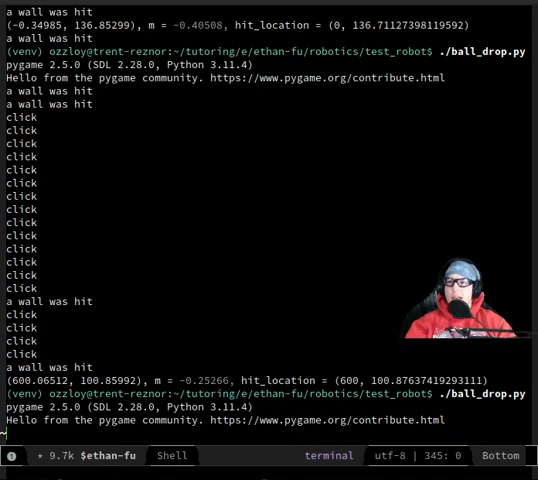 a wall was hit
(-0.34985, 136.85299), m = -0.40508, hit_location = (0, 136.71127398119592)
a wall was hit
(venv) ozzloy@trent-reznor:~/tutoring/e/ethan-fu/robotics/test_robot$ ./ball_drop.py
pygame 2.5.0 (SDL 2.28.0, Python 3.11.4)
Hello from the pygame community. https://www.pygame.org/contribute.html
a wall was hit
a wall was hit
click
click
click
click
click
click
click
click
click
click
click
click
click
click
a wall was hit
click
click
click
click
a wall was hit
(600.06512, 100.85992), m = -0.25266, hit_location = (600, 100.87637419293111)
(venv) ozzloy@trent-reznor:~/tutoring/e/ethan-fu/robotics/test_robot$ ./ball_drop.py
pygame 2.5.0 (SDL 2.28.0, Python 3.11.4)
Hello from the pygame community. https://www.pygame.org/contribute.html
~
1 * 9.7k $ethan-fu Shell terminal utf-8 | 345: 0 Bottom